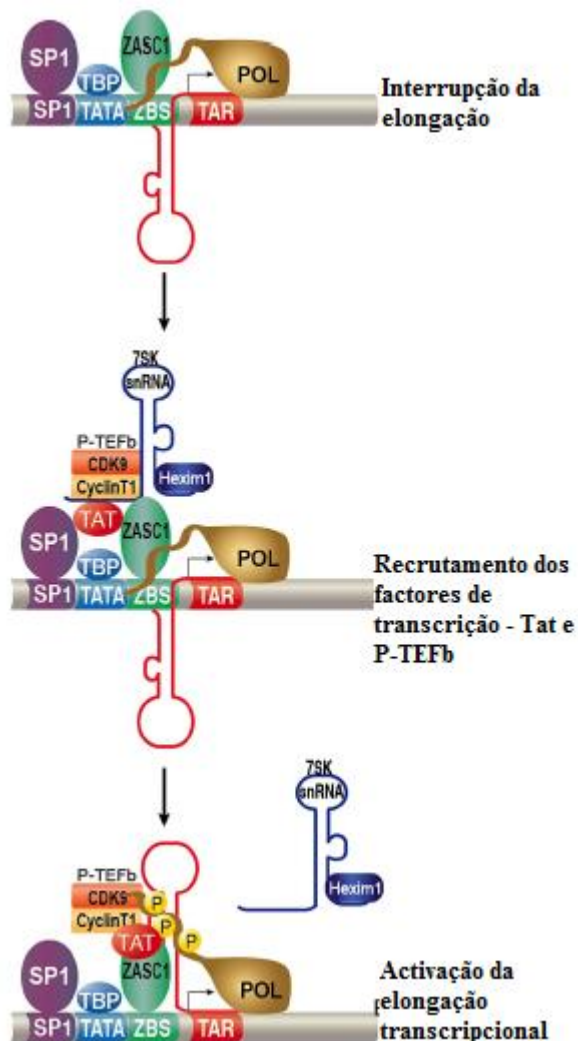 SP1
ZASC1
TBP
POL
SP1 TATA ZBS TAR
Interrupção da
elongação
7SK
snRNA
P-TEFb
CDK9
CyclinT1
Hexim1
TAT
ZASC1
SP1
TBP
POL
SP1 TATA ZBS TAR
Recrutamento dos
factores de
transcrição - Tat e
P-TEFb
7SK
snRNA
Hexim1
P-TEFb
CDK9
P
CyclinT1
P
P
TAT
ZASC1
SP1
TBP
POL
SP1 TATA ZBS TAR
Activação da
elongação
transcripcional